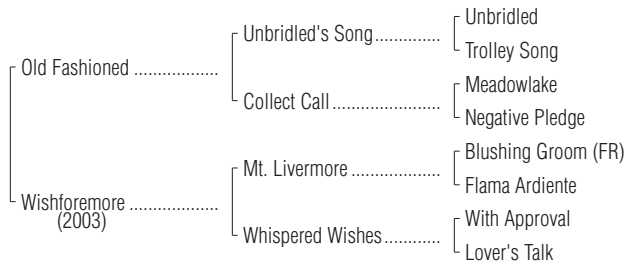 Unbridled
Unbridled's Song..............
Trolley Song
Old Fashioned ..................
Meadowlake
Collect Call .......................
Negative Pledge
Blushing Groom (FR)
Mt. Livermore ...................
Flama Ardiente
Wishforemore ...................
(2003)
With Approval
Whispered Wishes............
Lover's Talk